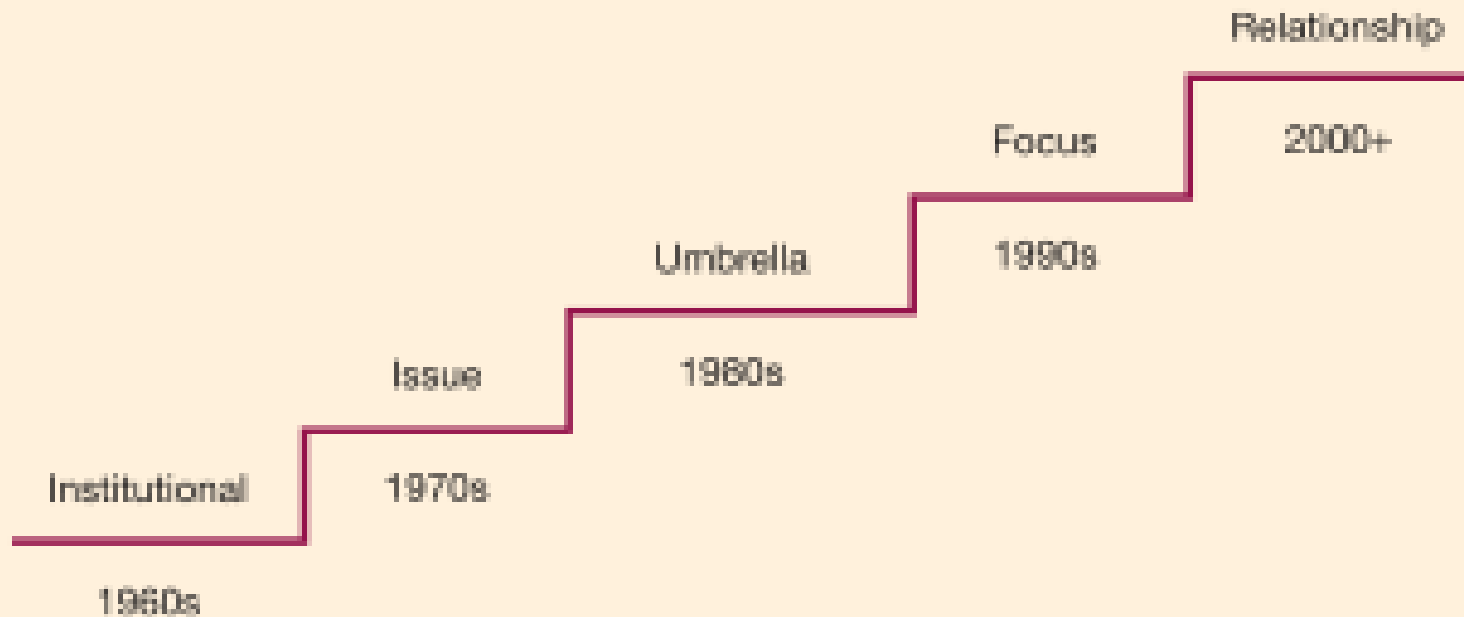 Relationship
2000+
Focus
1990s
Umbrella
1980s
Issue
1970s
Institutional
1960s